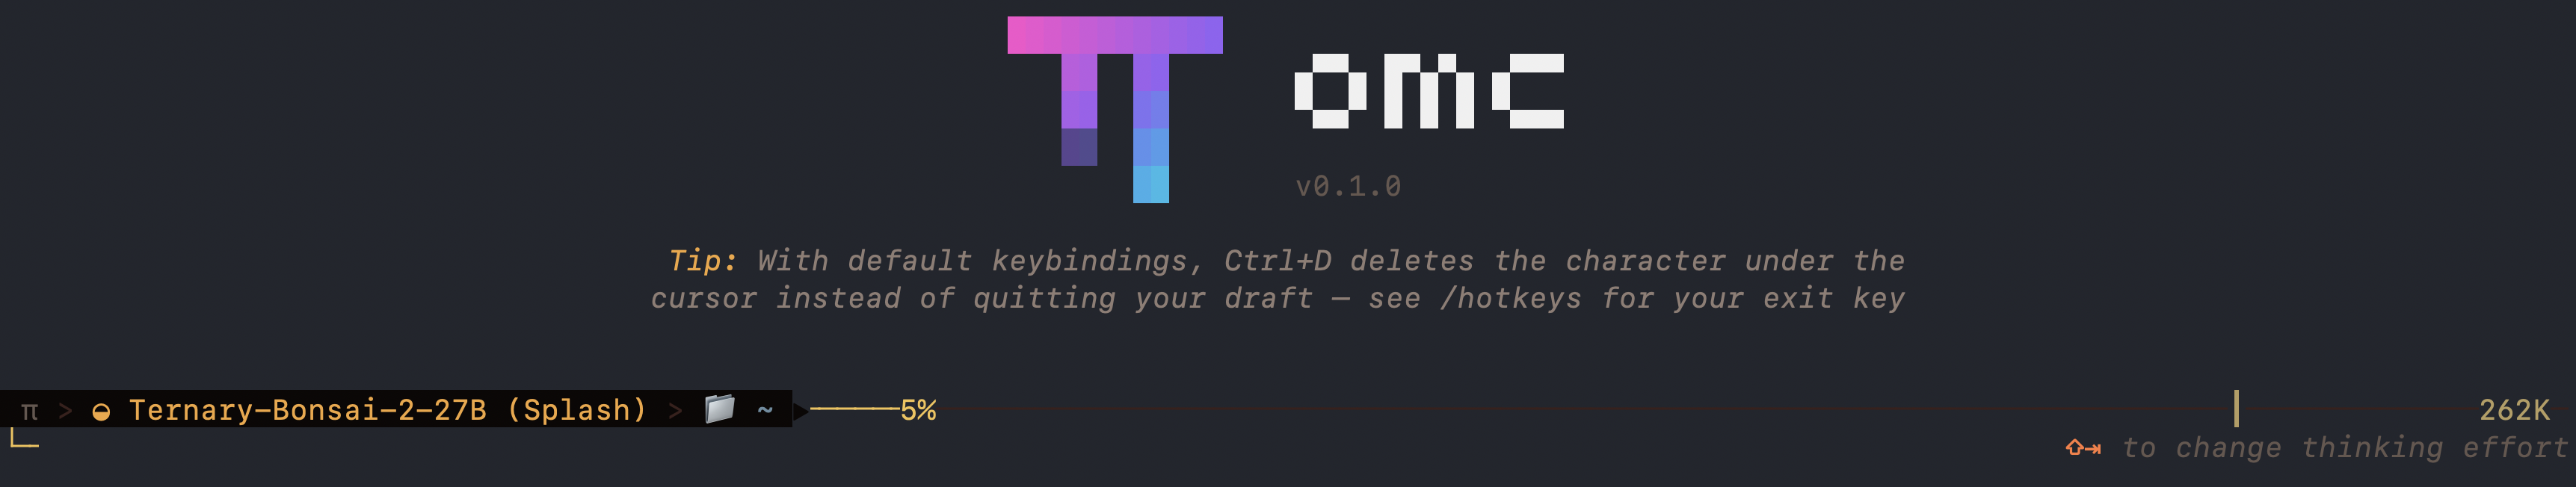 π omc
v0.1.0
Tip: With default keybindings, Ctrl+D deletes the character under the
cursor instead of quitting your draft — see /hotkeys for your exit key
π > ◒ Ternary-Bonsai-2-27B (Splash) > 📁 ~ 5% 262K
⇧⇥ to change thinking effort